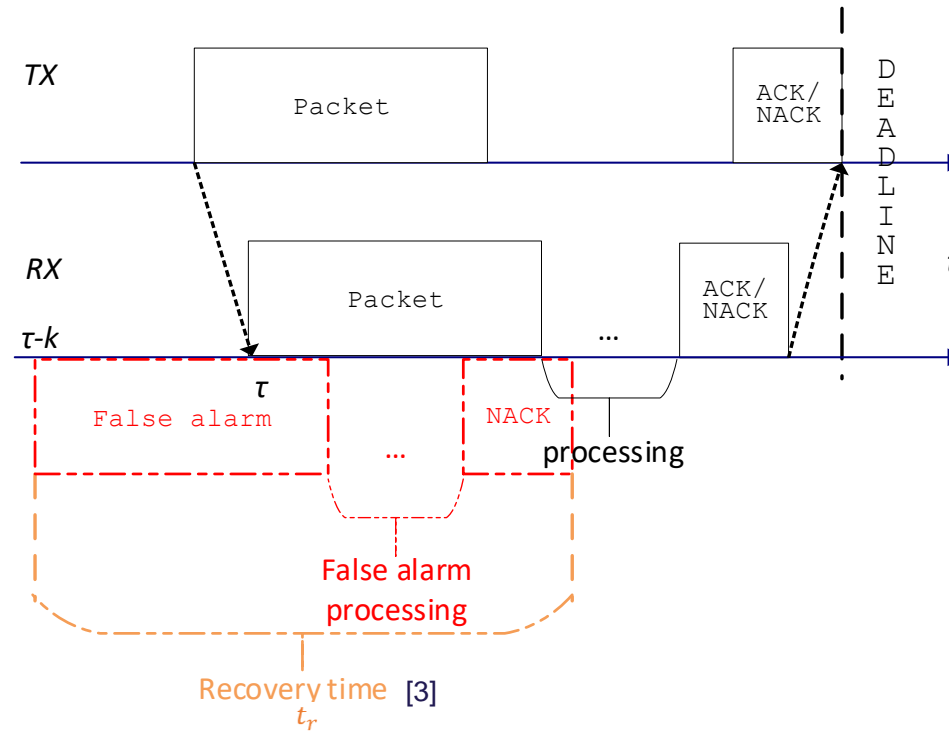 TX
Packet
ACK/
NACK
DEADLINE
RX
τ-k
Packet
...
ACK/
NACK
τ
False alarm
...
NACK
processing
False alarm
processing
Recovery time [3]
t_r